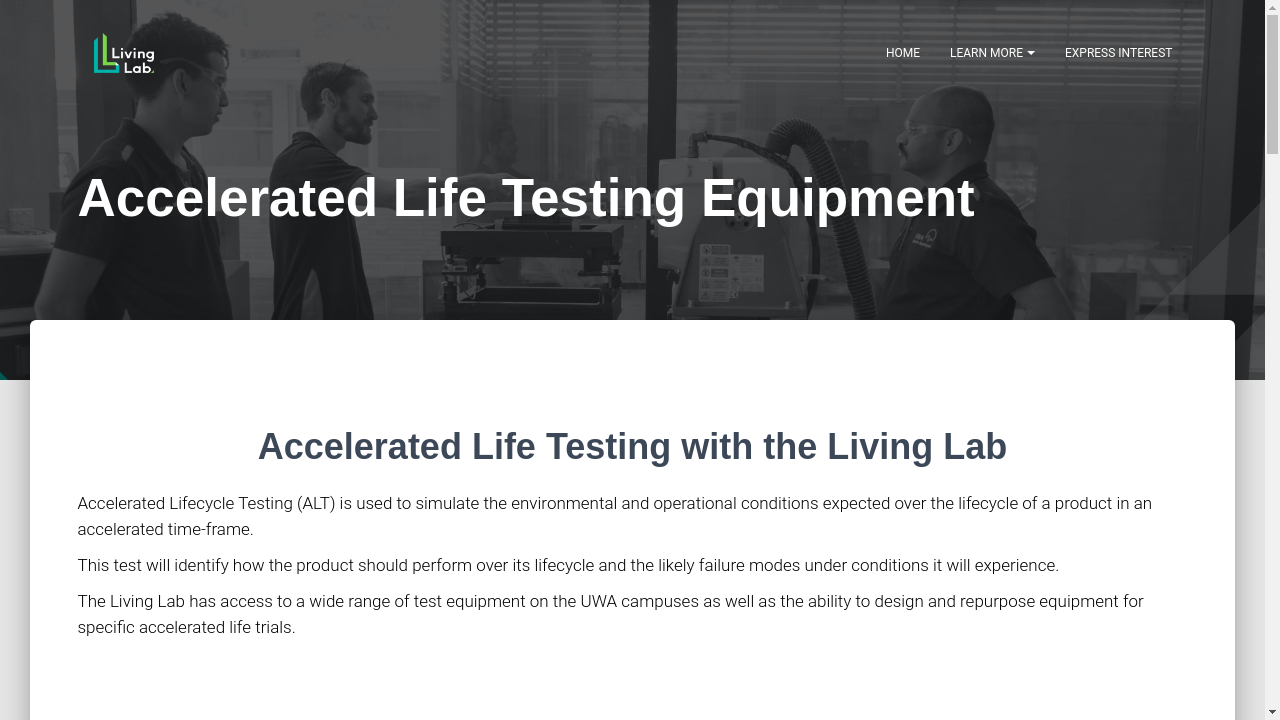 Living
Lab.
HOME
LEARN MORE
EXPRESS INTEREST
Accelerated Life Testing Equipment
Accelerated Life Testing with the Living Lab
Accelerated Lifecycle Testing (ALT) is used to simulate the environmental and operational conditions expected over the lifecycle of a product in an
accelerated time-frame.
This test will identify how the product should perform over its lifecycle and the likely failure modes under conditions it will experience.
The Living Lab has access to a wide range of test equipment on the UWA campuses as well as the ability to design and repurpose equipment for
specific accelerated life trials.